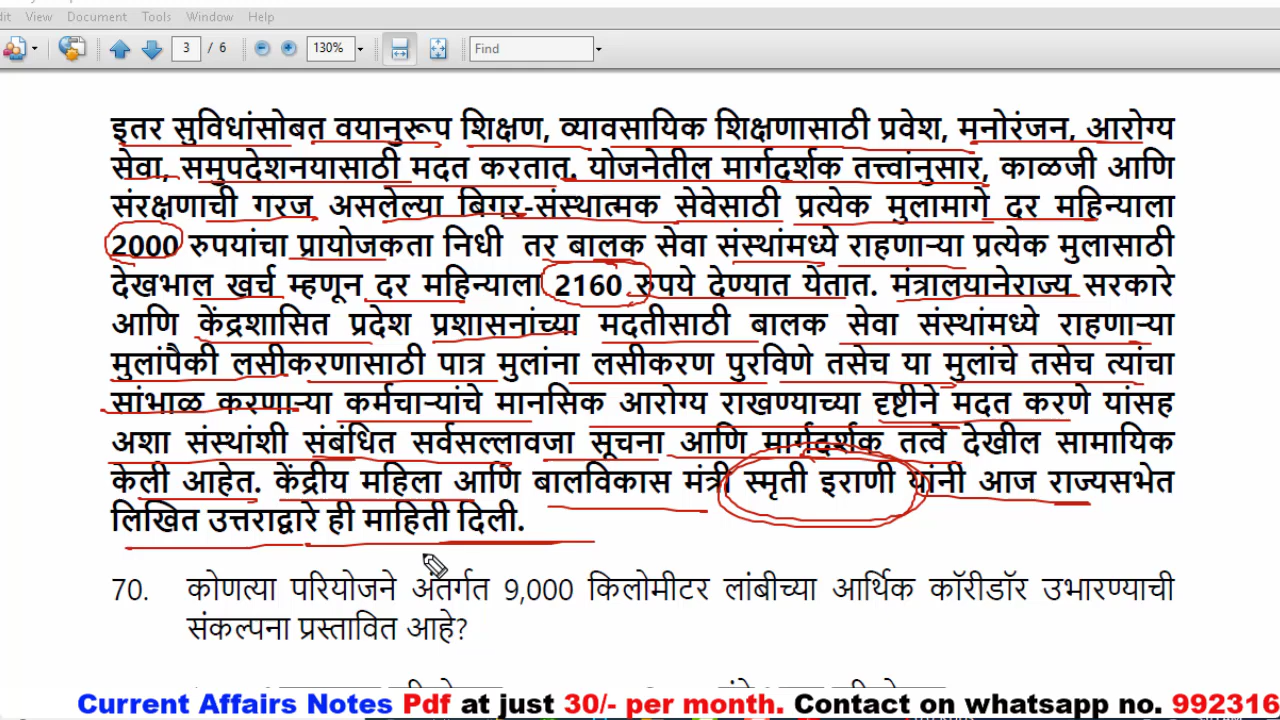 dit View Document Tools Window Help
3 / 6 130% Find
इतर सुविधांसोबत वयानुरूप शिक्षण, व्यावसायिक शिक्षणासाठी प्रवेश, मनोरंजन, आरोग्य
सेवा, समुपदेशनयासाठी मदत करतात. योजनेतील मार्गदर्शक तत्त्वांनुसार, काळजी आणि
संरक्षणाची गरज असलेल्या बिगर-संस्थात्मक सेवेसाठी प्रत्येक मुलामागे दर महिन्याला
2000 रुपयांचा प्रायोजकता निधी तर बालक सेवा संस्थांमध्ये राहणाऱ्या प्रत्येक मुलासाठी
देखभाल खर्च म्हणून दर महिन्याला 2160 रुपये देण्यात येतात. मंत्रालयानेराज्य सरकारे
आणि केंद्रशासित प्रदेश प्रशासनांच्या मदतीसाठी बालक सेवा संस्थांमध्ये राहणाऱ्या
मुलांपैकी लसीकरणासाठी पात्र मुलांना लसीकरण पुरविणे तसेच या मुलांचे तसेच त्यांचा
सांभाळ करणाऱ्या कर्मचाऱ्यांचे मानसिक आरोग्य राखण्याच्या दृष्टीने मदत करणे यांसह
अशा संस्थांशी संबंधित सर्वसल्लावजा सूचना आणि मार्गदर्शक तत्वे देखील सामायिक
केली आहेत. केंद्रीय महिला आणि बालविकास मंत्री स्मृती इराणी यांनी आज राज्यसभेत
लिखित उत्तराद्वारे ही माहिती दिली.
70. कोणत्या परियोजने अंतर्गत 9,000 किलोमीटर लांबीच्या आर्थिक कॉरीडॉर उभारण्याची
संकल्पना प्रस्तावित आहे?
Current Affairs Notes Pdf at just 30/- per month. Contact on whatsapp no. 992316